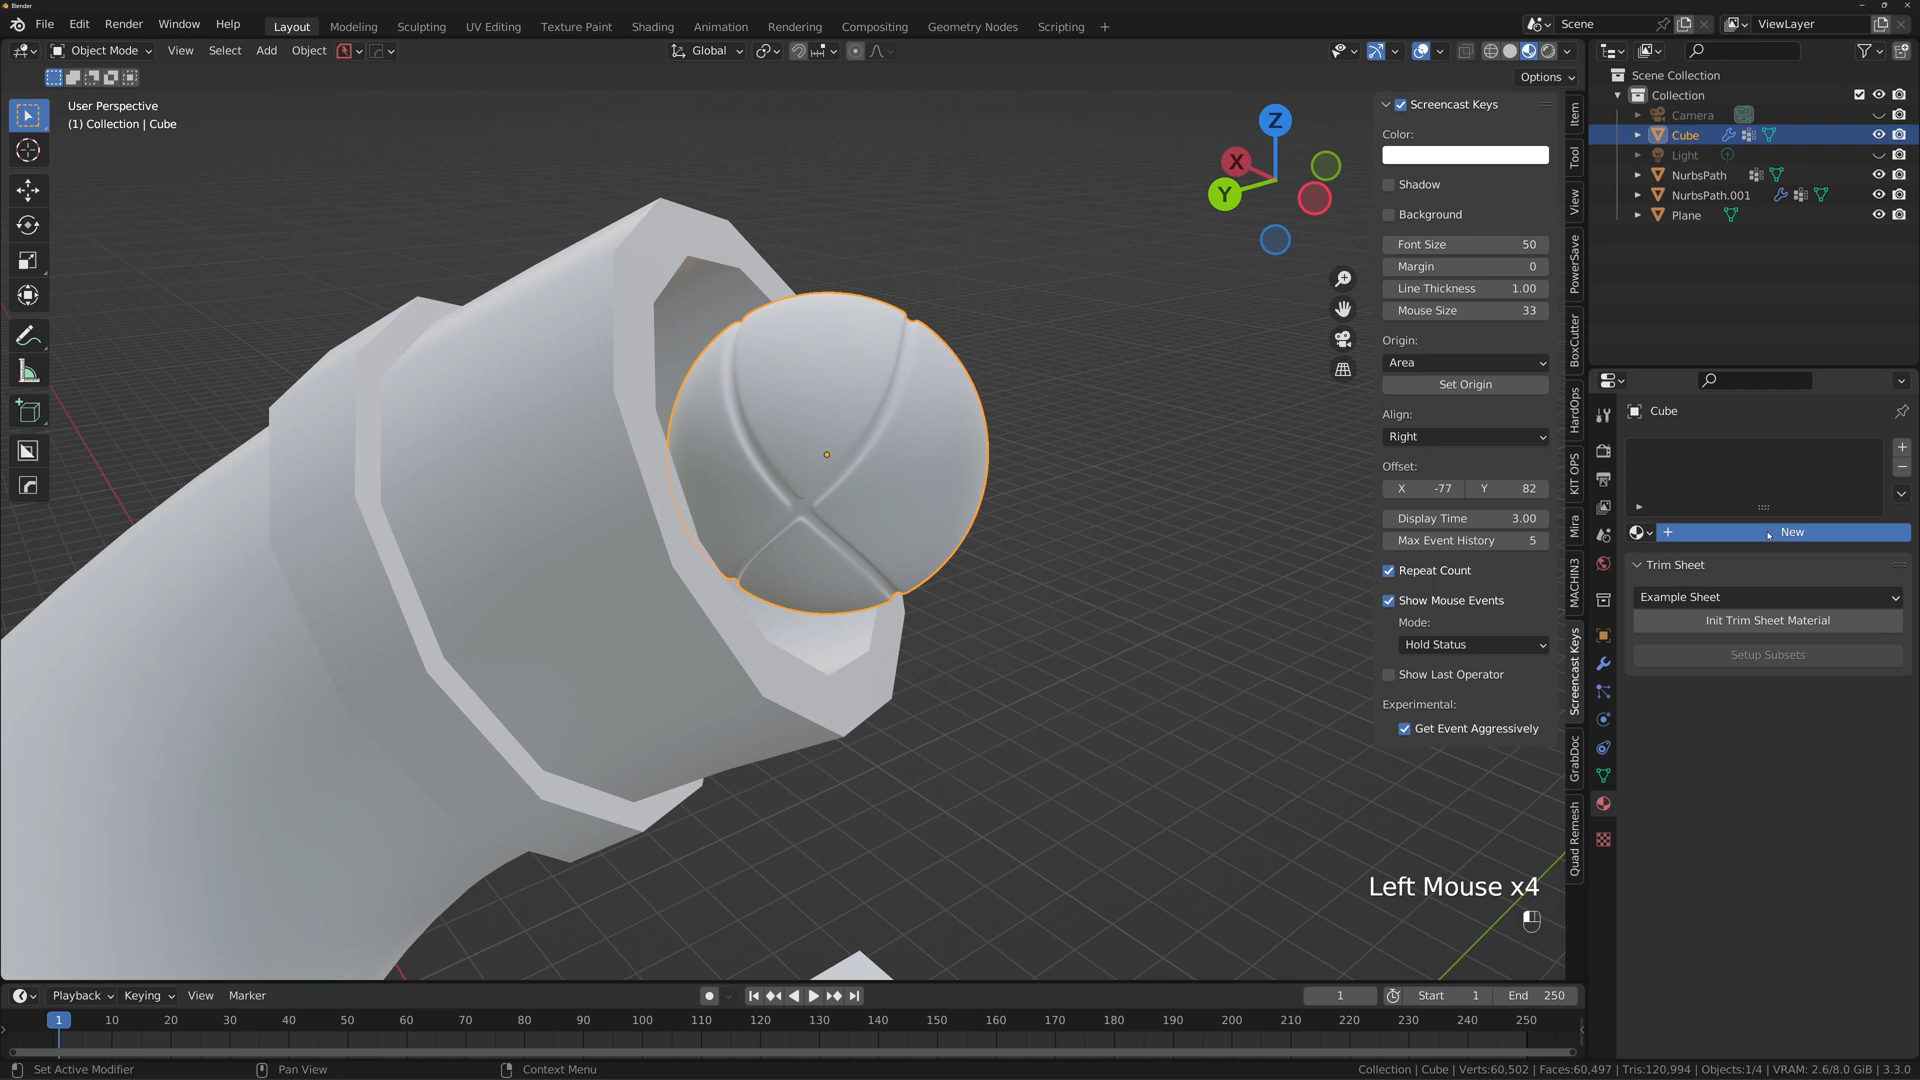 Blender
File Edit Render Window Help
Layout Modeling Sculpting UV Editing Texture Paint Shading Animation Rendering Compositing Geometry Nodes Scripting +
Scene
ViewLayer
Object Mode View Select Add Object
Global
Options
User Perspective
(1) Collection | Cube
Z
X
Y
Screencast Keys
Color:
Shadow
Background
Font Size 50
Margin 0
Line Thickness 1.00
Mouse Size 33
Origin:
Area
Set Origin
Align:
Right
Offset:
X -77 Y 82
Display Time 3.00
Max Event History 5
Repeat Count
Show Mouse Events
Mode:
Hold Status
Show Last Operator
Experimental:
Get Event Aggressively
Item
Tool
View
PowerSave
BoxCutter
HardOps
KIT OPS
Mira
MACHIN3
Screencast Keys
GrabDoc
Quad Remesh
Scene Collection
Collection
Camera
Cube
Light
NurbsPath
NurbsPath.001
Plane
Cube
New
Trim Sheet
Example Sheet
Init Trim Sheet Material
Setup Subsets
Left Mouse x4
Playback Keying View Marker
1 Start 1 End 250
1 10 20 30 40 50 60 70 80 90 100 110 120 130 140 150 160 170 180 190 200 210 220 230 240 250
Set Active Modifier Pan View Context Menu
Collection | Cube | Verts:60,502 | Faces:60,497 | Tris:120,994 | Objects:1/4 | VRAM: 2.6/8.0 GiB | 3.3.0